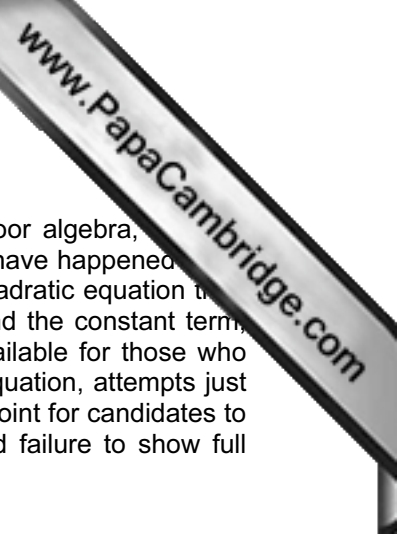 www.PapaCambridge.com
oor algebra,
have happened
adratic equation
nd the constant term,
ailable for those who
quation, attempts just
oint for candidates to
d failure to show full